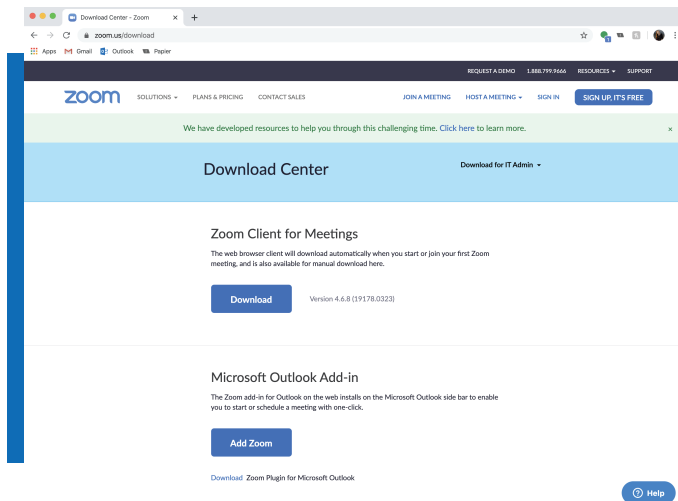 Download Center - Zoom
zoom.us/download
Apps Gmail Outlook Papier
REQUEST A DEMO 1.888.799.9666 RESOURCES SUPPORT
zoom SOLUTIONS PLANS & PRICING CONTACT SALES JOIN A MEETING HOST A MEETING SIGN IN SIGN UP, IT'S FREE
We have developed resources to help you through this challenging time. Click here to learn more.
Download Center Download for IT Admin
Zoom Client for Meetings
The web browser client will download automatically when you start or join your first Zoom
meeting, and is also available for manual download here.
Download Version 4.6.8 (19178.0323)
Microsoft Outlook Add-in
The Zoom add-in for Outlook on the web installs on the Microsoft Outlook side bar to enable
you to start or schedule a meeting with one-click.
Add Zoom
Download Zoom Plugin for Microsoft Outlook
Help